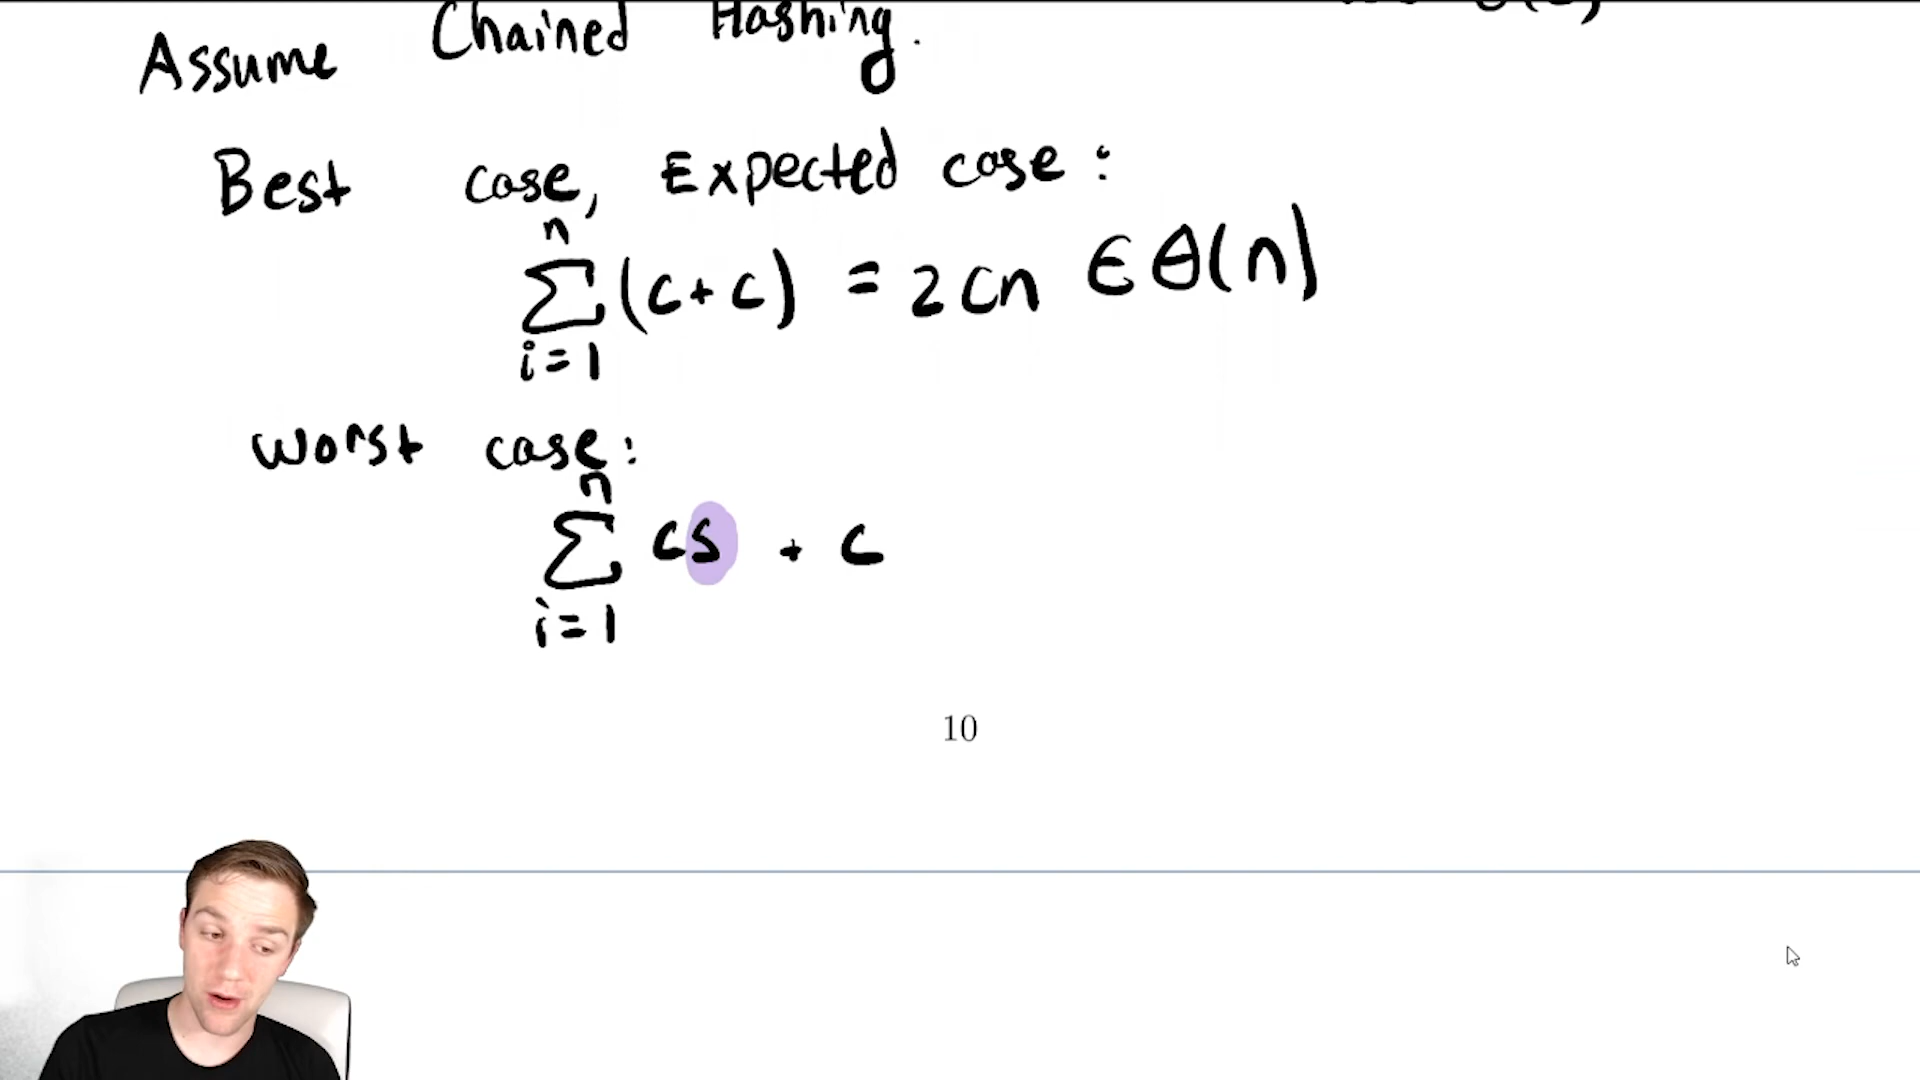 Assume Chained Hashing.
Best case, Expected case:
n
∑ (c+c) = 2cn ∈ Θ(n)
i=1
worst case:
n
∑ cs + c
i=1
10